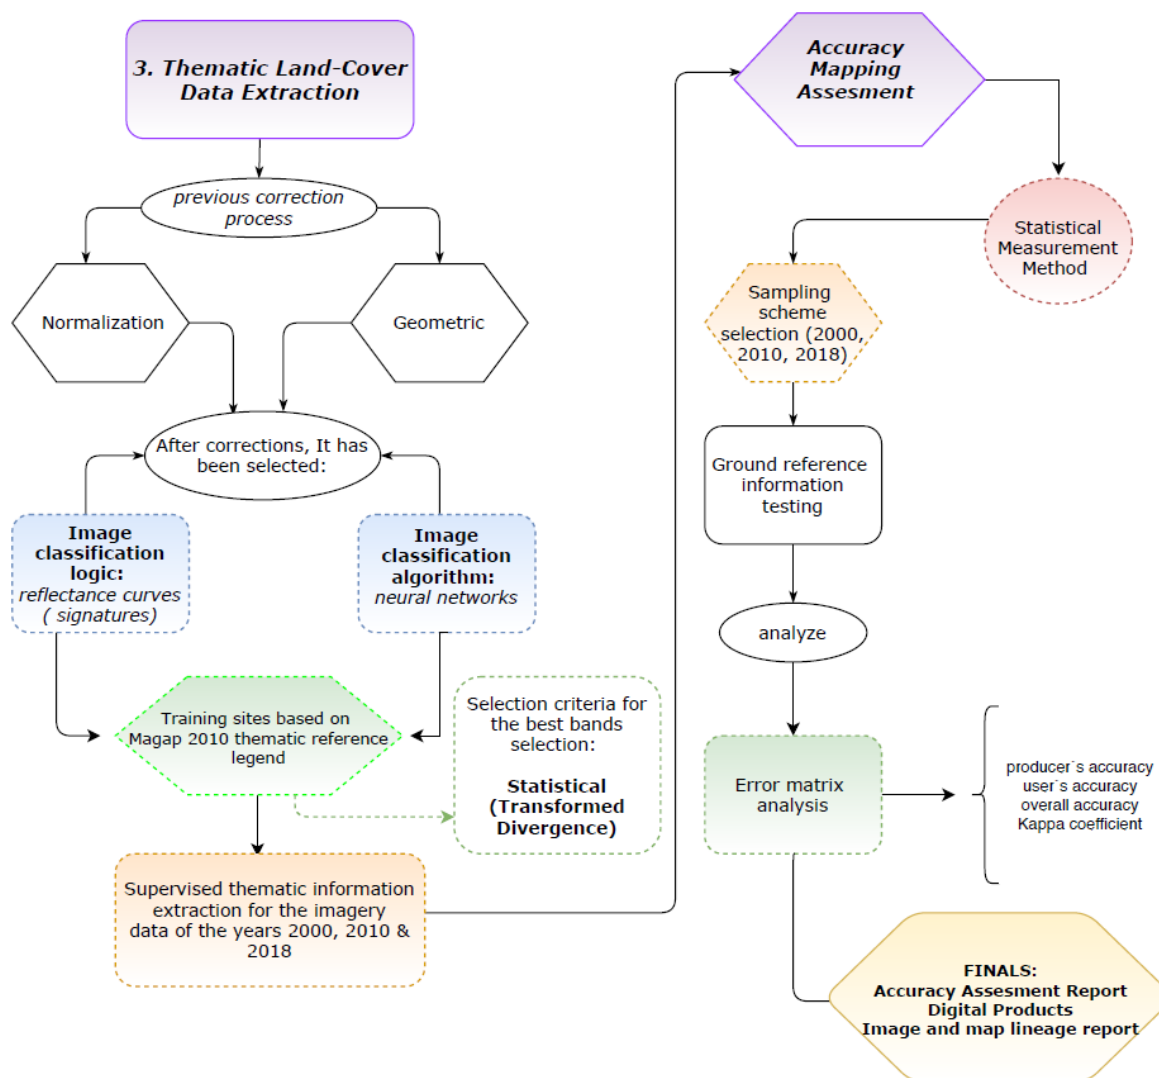 3. Thematic Land-Cover
Data Extraction
previous correction
process
Normalization
Geometric
After corrections, It has
been selected:
Image
classification
logic:
reflectance curves
( signatures)
Image
classification
algorithm:
neural networks
Training sites based on
Magap 2010 thematic reference
legend
Selection criteria for
the best bands
selection:
Statistical
(Transformed
Divergence)
Supervised thematic information
extraction for the imagery
data of the years 2000, 2010 &
2018
Accuracy
Mapping
Assesment
Statistical
Measurement
Method
Sampling
scheme
selection (2000,
2010, 2018)
Ground reference
information
testing
analyze
Error matrix
analysis
producer`s accuracy
user`s accuracy
overall accuracy
Kappa coefficient
FINALS:
Accuracy Assesment Report
Digital Products
Image and map lineage report